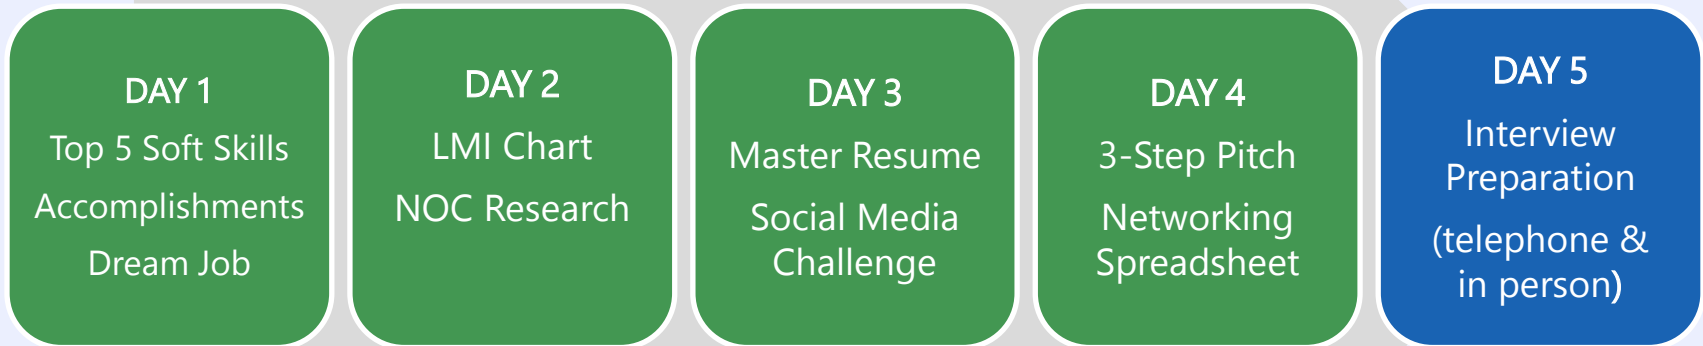 DAY 1
Top 5 Soft Skills
Accomplishments
Dream Job
DAY 2
LMI Chart
NOC Research
DAY 3
Master Resume
Social Media
Challenge
DAY 4
3-Step Pitch
Networking
Spreadsheet
DAY 5
Interview
Preparation
(telephone &
in person)